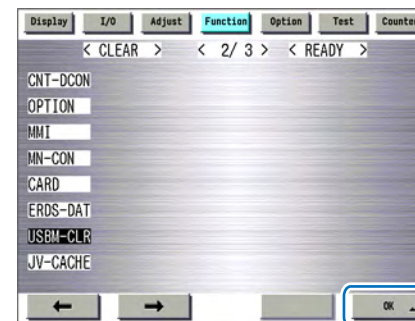 Display I/O Adjust Function Option Test Counter
< CLEAR > < 2/ 3 > < READY >
CNT-DCON
OPTION
MMI
MN-CON
CARD
ERDS-DAT
USBM-CLR
JV-CACHE
← → OK